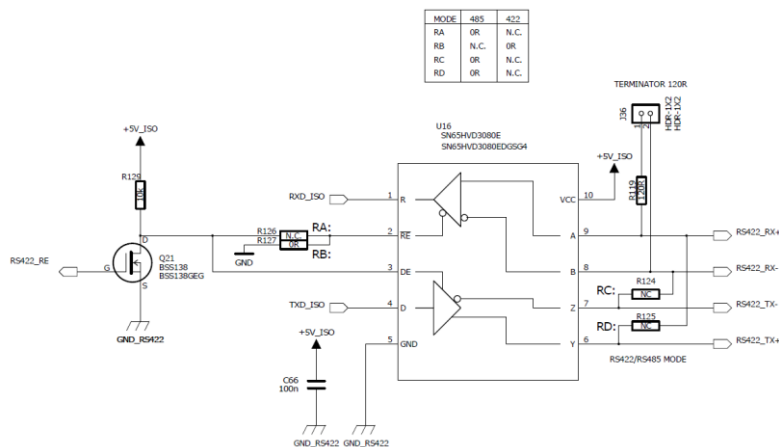 MODE 485 422
RA 0R N.C.
RB N.C. 0R
RC 0R N.C.
RD 0R N.C.
TERMINATOR 120R
J36
1 2
HDR-1X2
HDR-1X2
U16
SN65HVD3080E
SN65HVD3080EDGSG4
+5V_ISO
R129
10k
+5V_ISO
RXD_ISO 1 R
VCC 10
R119
120R
R126 N.C. RA:
R127 0R
2 RE
A 9 RS422_RX+
GND
RB:
D
Q21
BSS138
BSS138GEG
RS422_RE G
S
3 DE
B 8 RS422_RX-
RC: R124
NC
TXD_ISO 4 D
Z 7 RS422_TX-
RD: R125
NC
5 GND
Y 6 RS422_TX+
GND_RS422
+5V_ISO
RS422/RS485 MODE
C66
100n
GND_RS422 GND_RS422